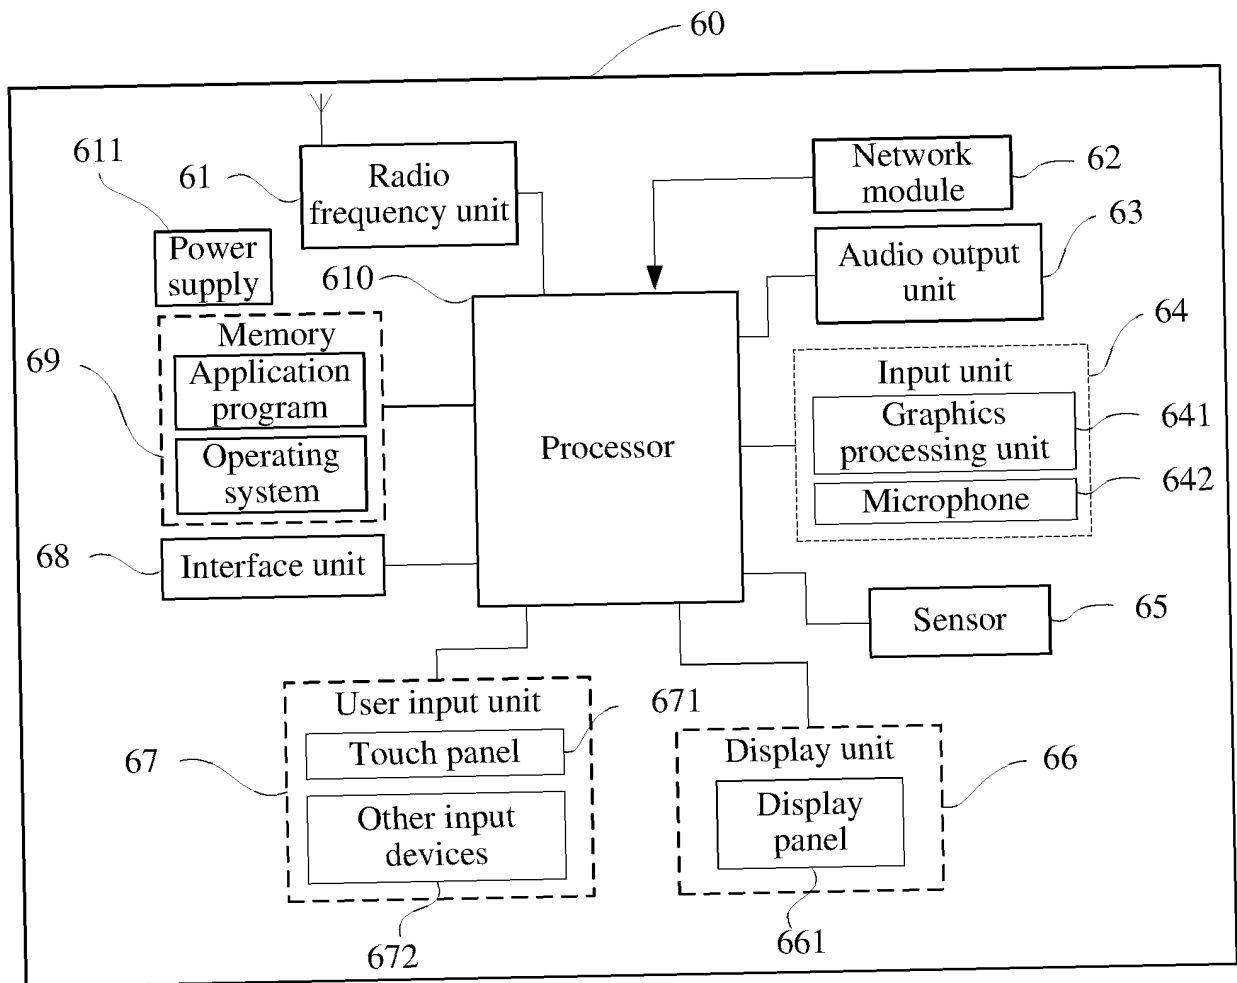 60
611
61
Radio
frequency unit
Network
module
62
Power
supply
610
Audio output
unit
63
Memory
69
Application
program
Operating
system
Processor
64
Input unit
Graphics
processing unit
641
Microphone
642
68
Interface unit
Sensor
65
User input unit
671
67
Touch panel
Other input
devices
672
Display unit
66
Display
panel
661